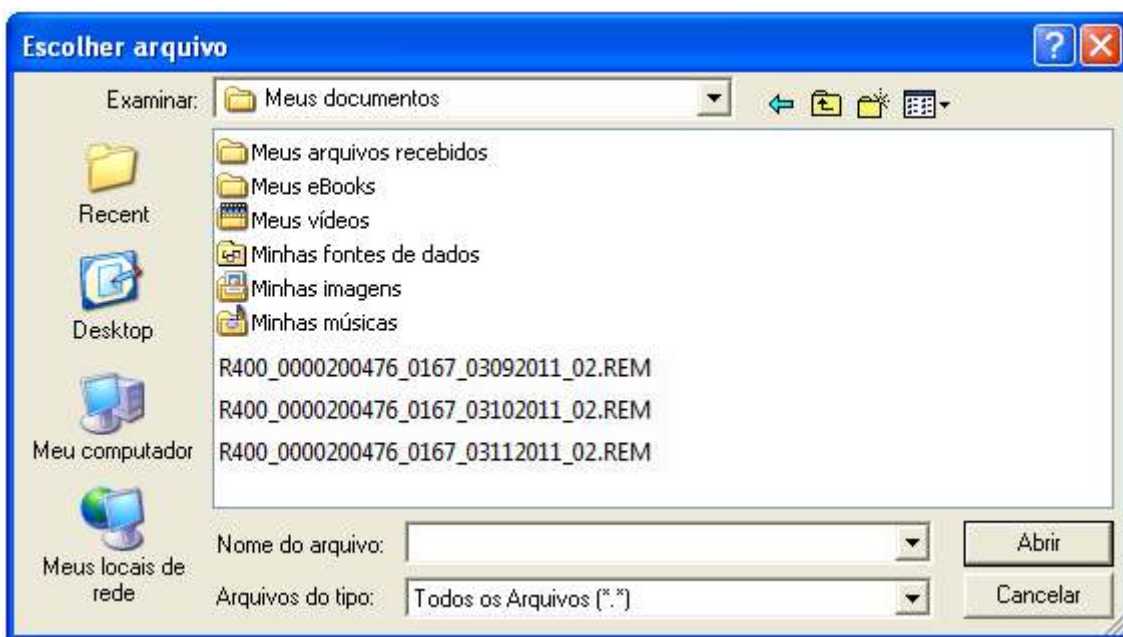 Escolher arquivo
Examinar: Meus documentos
Recent
Desktop
Meu computador
Meus locais de
rede
Meus arquivos recebidos
Meus eBooks
Meus vídeos
Minhas fontes de dados
Minhas imagens
Minhas músicas
R400_0000200476_0167_03092011_02.REM
R400_0000200476_0167_03102011_02.REM
R400_0000200476_0167_03112011_02.REM
Nome do arquivo: Abrir
Arquivos do tipo: Todos os Arquivos (*.*) Cancelar